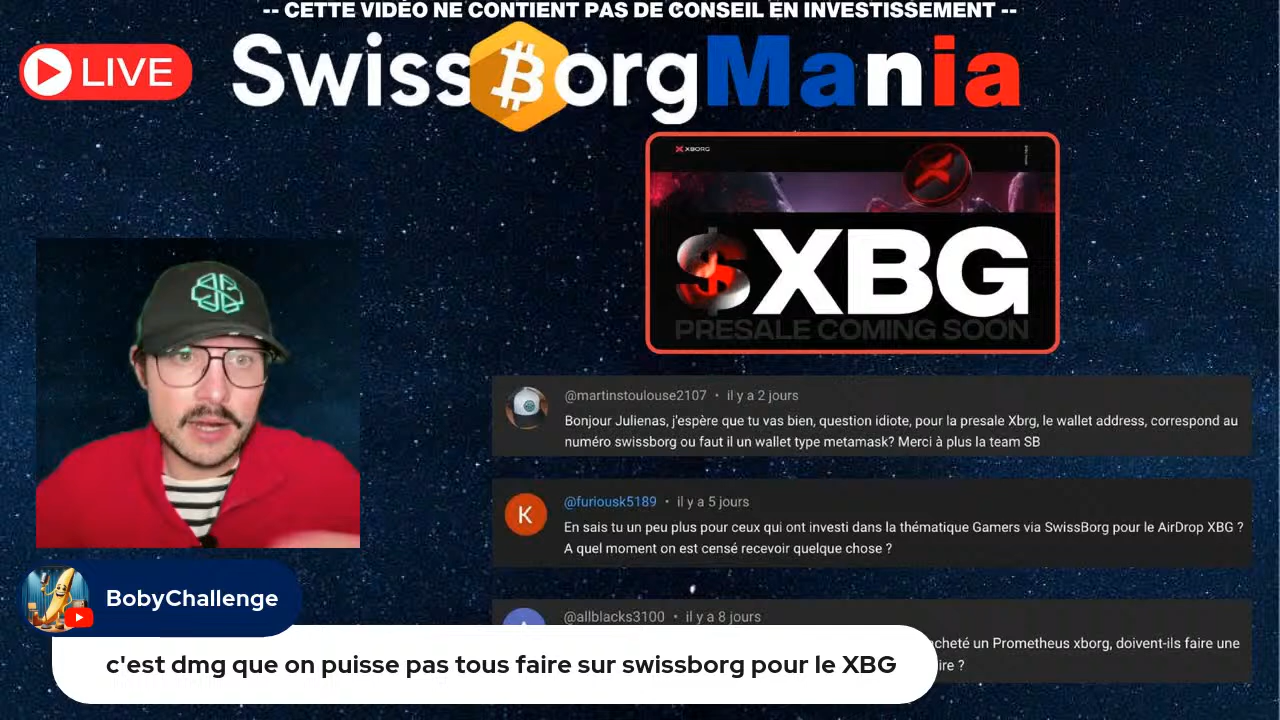 -- CETTE VIDÉO NE CONTIENT PAS DE CONSEIL EN INVESTISSEMENT --
LIVE
SwissBorgMania
XBORG
$XBG
PRESALE COMING SOON
@martinstoulouse2107 • il y a 2 jours
Bonjour Julienas, j'espère que tu vas bien, question idiote, pour la presale Xbrg, le wallet address, correspond au
numéro swissborg ou faut il un wallet type metamask? Merci à plus la team SB
K
@furiousk5189 • il y a 5 jours
En sais tu un peu plus pour ceux qui ont investi dans la thématique Gamers via SwissBorg pour le AirDrop XBG ?
A quel moment on est censé recevoir quelque chose ?
@allblacks3100 • il y a 8 jours
cheté un Prometheus xborg, doivent-ils faire une
ire ?
BobyChallenge
c'est dmg que on puisse pas tous faire sur swissborg pour le XBG